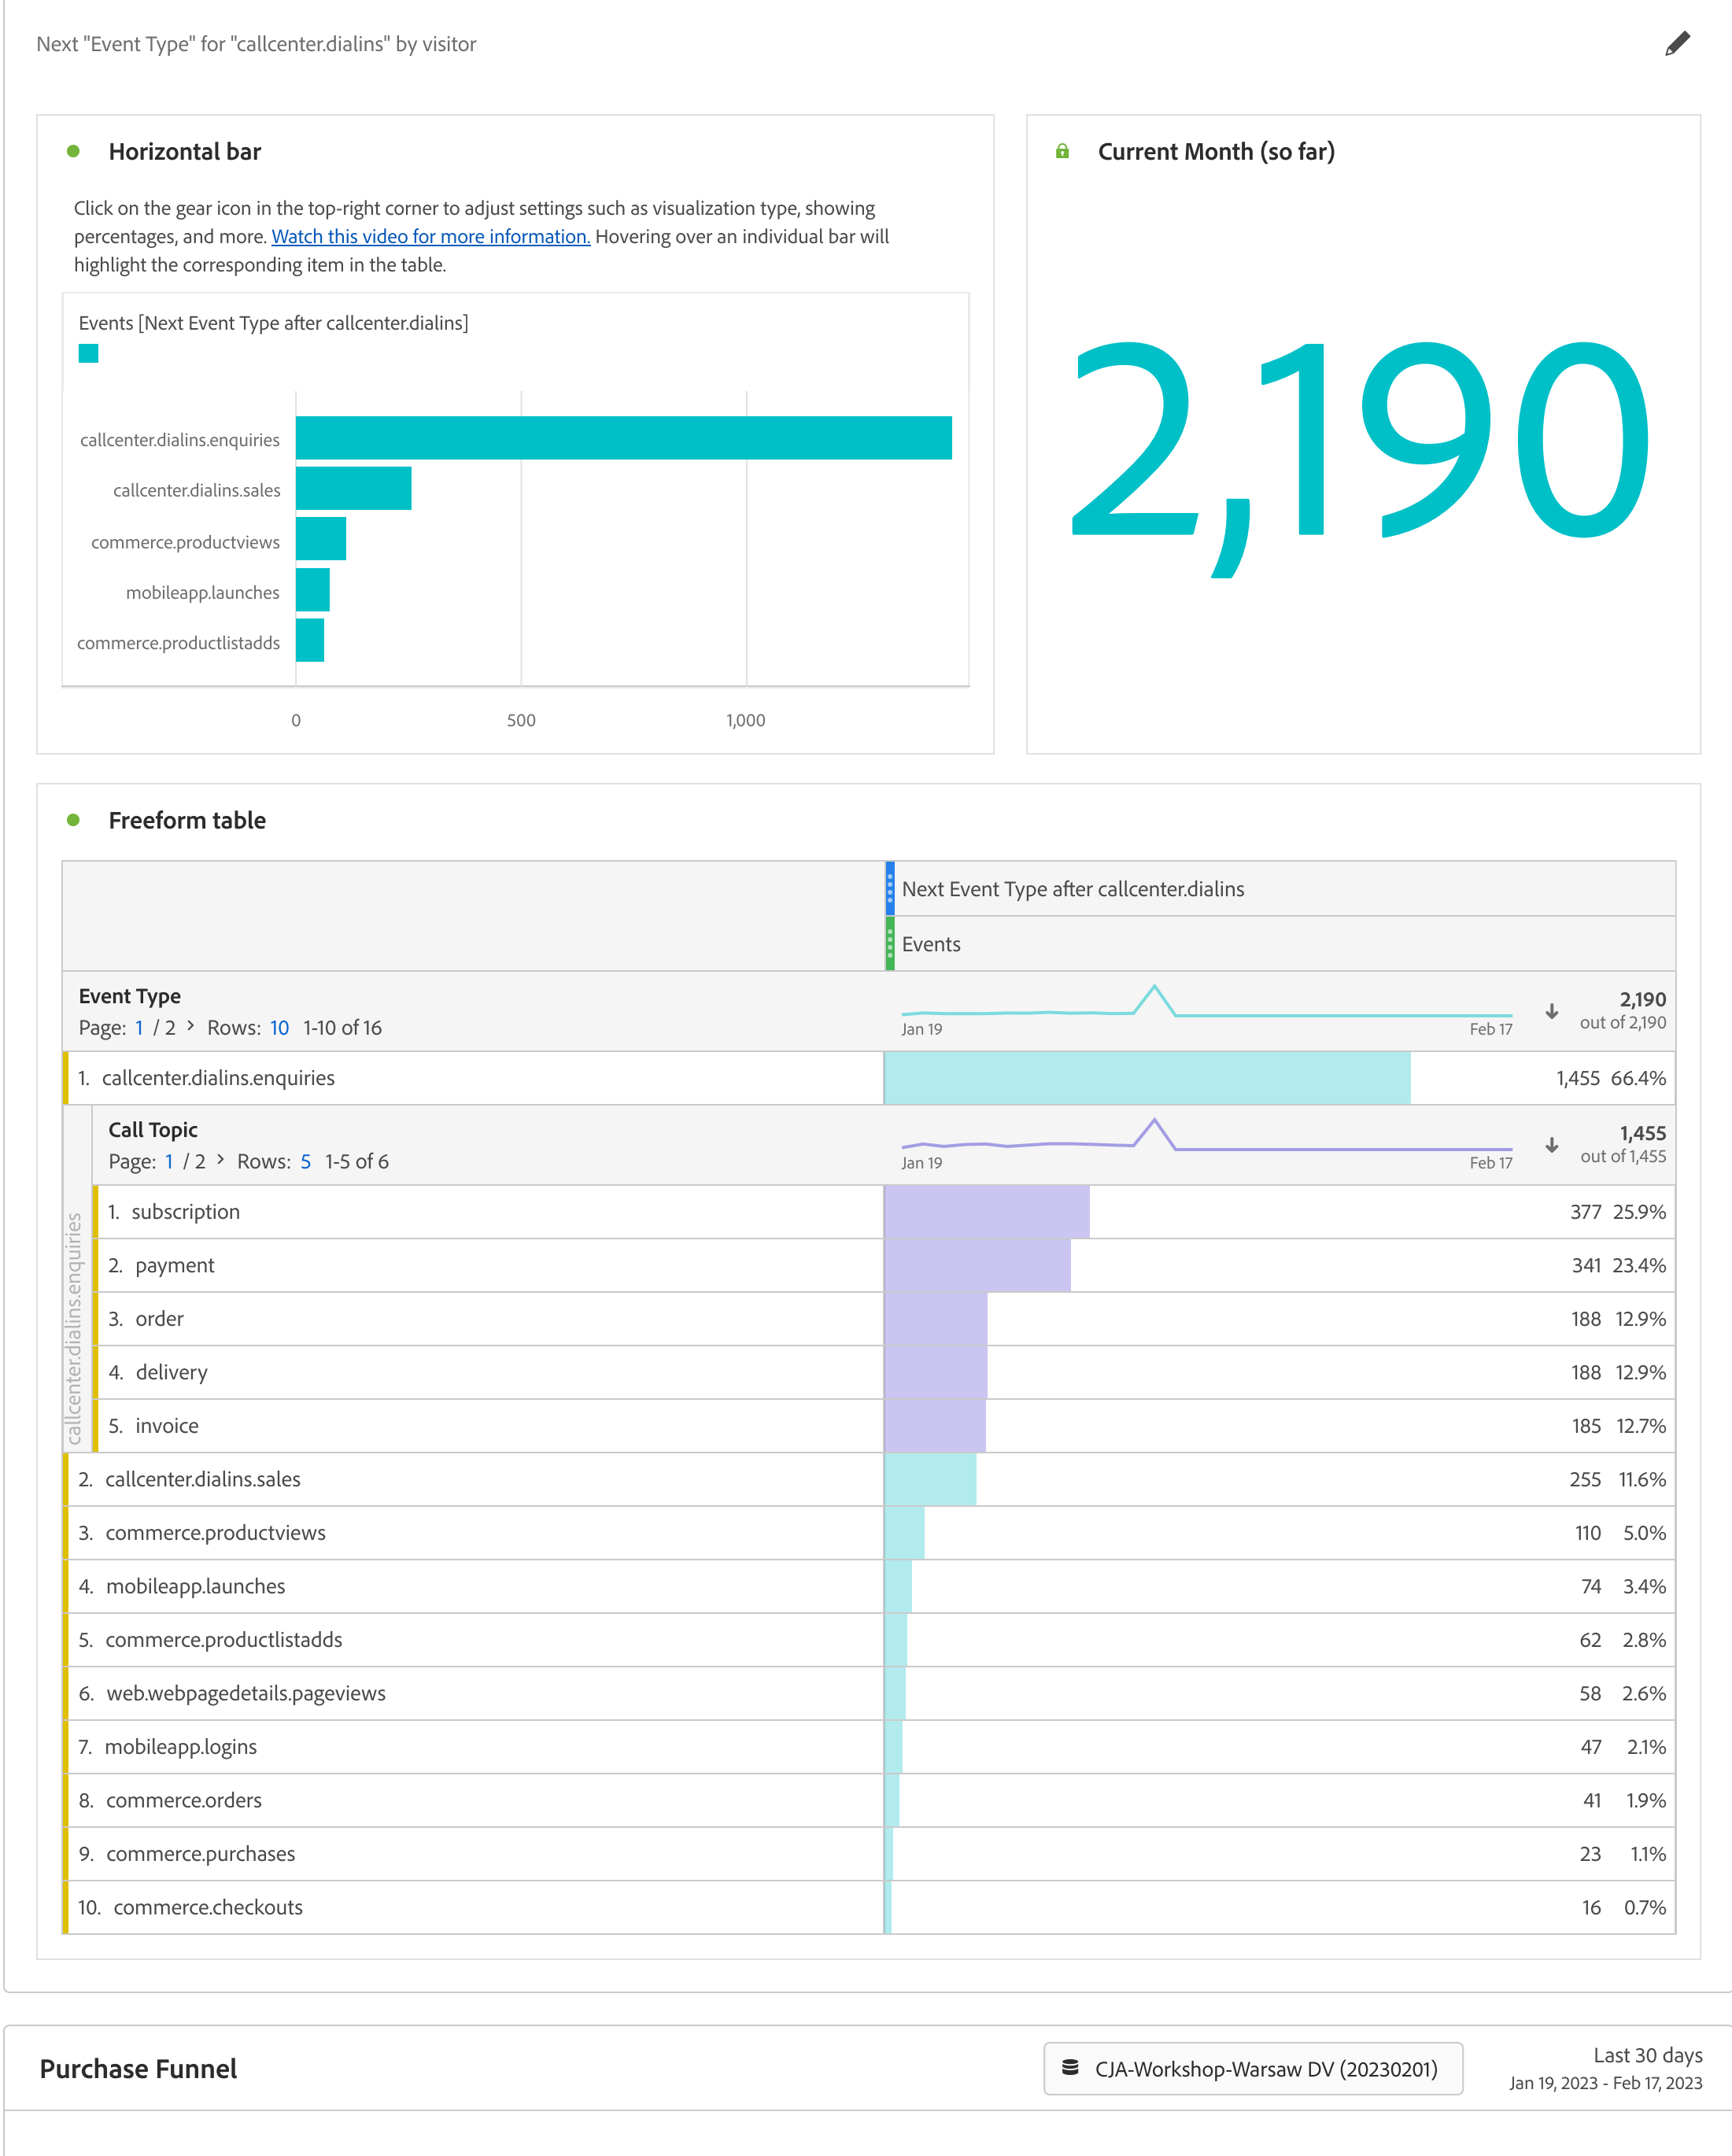 Next "Event Type" for "callcenter.dialins" by visitor
Horizontal bar
Click on the gear icon in the top-right corner to adjust settings such as visualization type, showing
percentages, and more. Watch this video for more information. Hovering over an individual bar will
highlight the corresponding item in the table.
Events [Next Event Type after callcenter.dialins]
callcenter.dialins.enquiries
callcenter.dialins.sales
commerce.productviews
mobileapp.launches
commerce.productlistadds
0 500 1,000
Current Month (so far)
2,190
Freeform table
Next Event Type after callcenter.dialins
Events
Event Type
Page: 1 / 2 > Rows: 10 1-10 of 16
Jan 19 Feb 17
2,190
out of 2,190
1. callcenter.dialins.enquiries 1,455 66.4%
callcenter.dialins.enquiries
Call Topic
Page: 1 / 2 > Rows: 5 1-5 of 6
Jan 19 Feb 17
1,455
out of 1,455
1. subscription 377 25.9%
2. payment 341 23.4%
3. order 188 12.9%
4. delivery 188 12.9%
5. invoice 185 12.7%
2. callcenter.dialins.sales 255 11.6%
3. commerce.productviews 110 5.0%
4. mobileapp.launches 74 3.4%
5. commerce.productlistadds 62 2.8%
6. web.webpagedetails.pageviews 58 2.6%
7. mobileapp.logins 47 2.1%
8. commerce.orders 41 1.9%
9. commerce.purchases 23 1.1%
10. commerce.checkouts 16 0.7%
Purchase Funnel
CJA-Workshop-Warsaw DV (20230201)
Last 30 days
Jan 19, 2023 - Feb 17, 2023